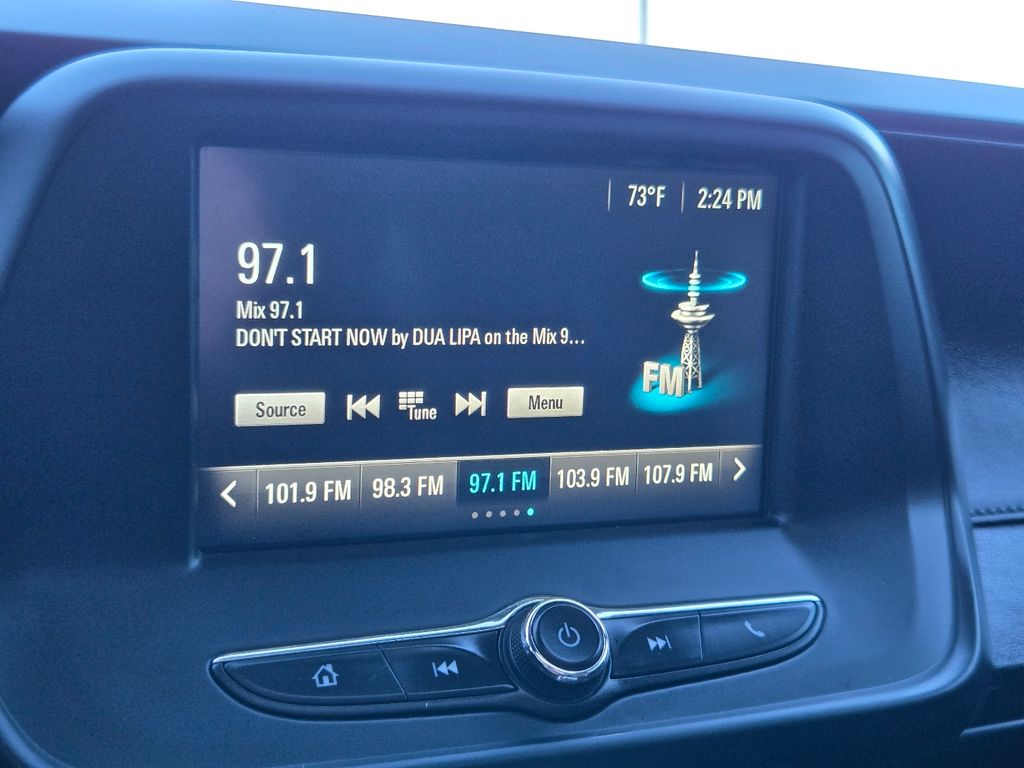 73°F 2:24 PM
97.1
Mix 97.1
DON'T START NOW by DUA LIPA on the Mix 9...
FM
Source Tune Menu
101.9 FM 98.3 FM 97.1 FM 103.9 FM 107.9 FM